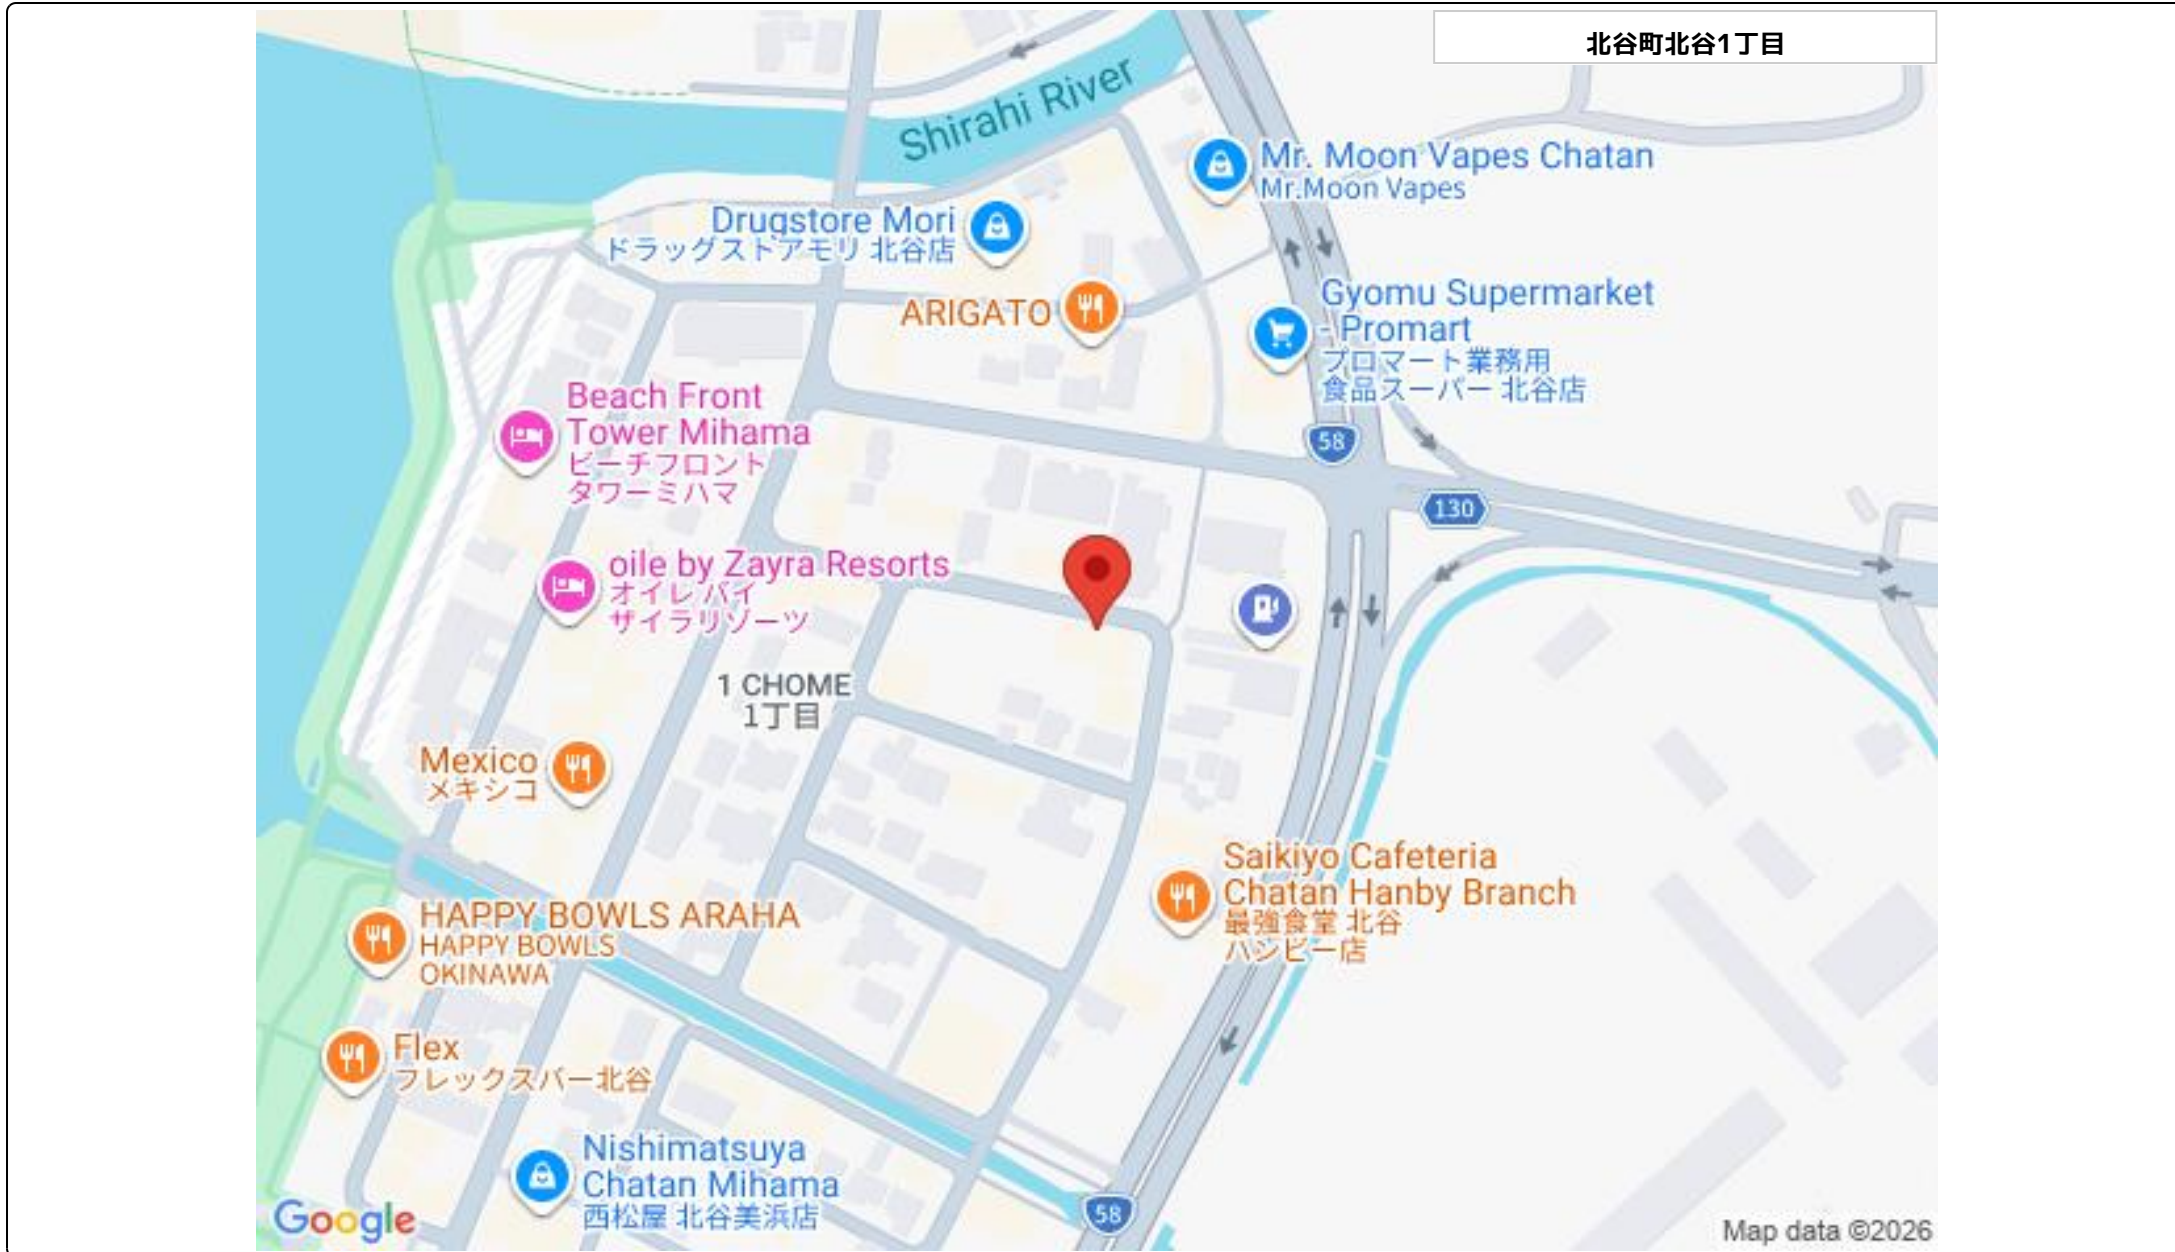 北谷町北谷1丁目
Shirahi River
Mr. Moon Vapes Chatan
Mr.Moon Vapes
Drugstore Mori
ドラッグストアモリ 北谷店
ARIGATO
Gyomu Supermarket
- Promart
プロマート業務用
食品スーパー 北谷店
Beach Front
Tower Mihama
ビーチフロント
タワーミハマ
58
130
oile by Zayra Resorts
オイレ バイ
ザイラリゾーツ
1 CHOME
1丁目
Mexico
メキシコ
Saikiyo Cafeteria
Chatan Hanby Branch
最強食堂 北谷
ハンビー店
HAPPY BOWLS ARAHA
HAPPY BOWLS
OKINAWA
Flex
フレックスバー北谷
Nishimatsuya
Chatan Mihama
西松屋 北谷美浜店
58
Google
Map data ©2026